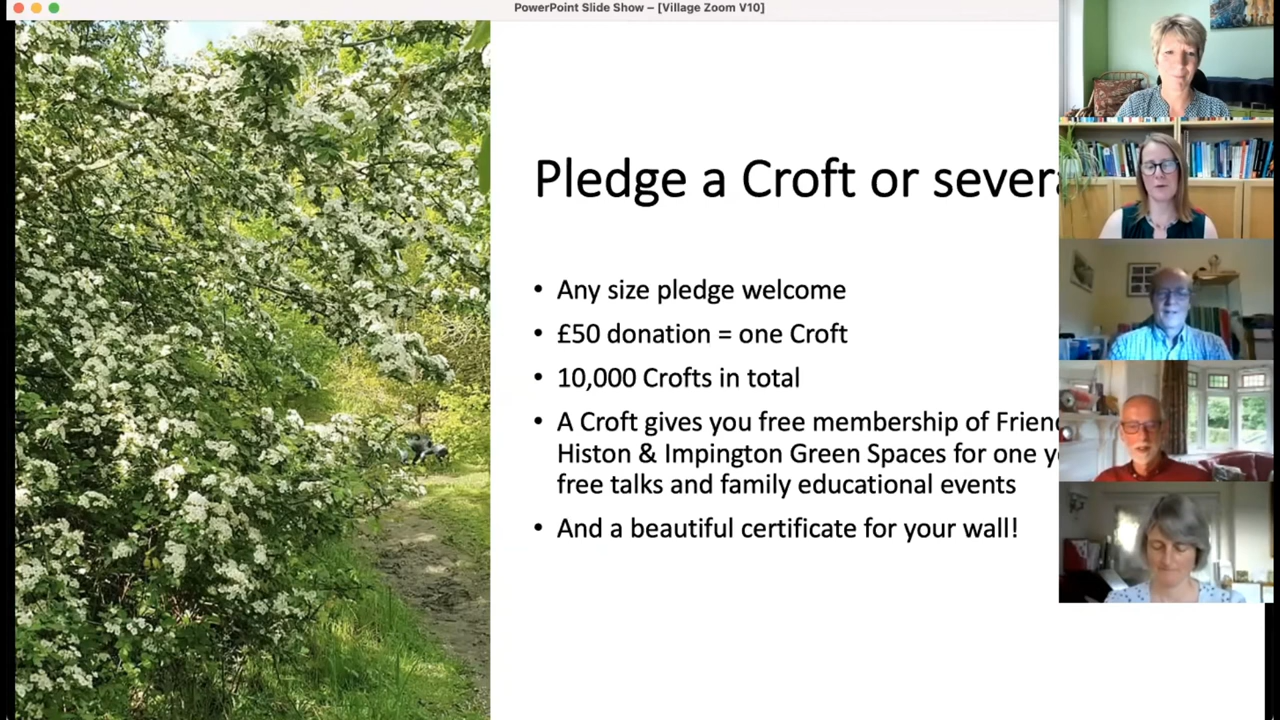 PowerPoint Slide Show – [Village Zoom V10]
Pledge a Croft or
• Any size pledge welcome
• £50 donation = one Croft
• 10,000 Crofts in total
• A Croft gives you free membership of
Histon & Impington Green Spaces for one
free talks and family educational events
• And a beautiful certificate for your wall!